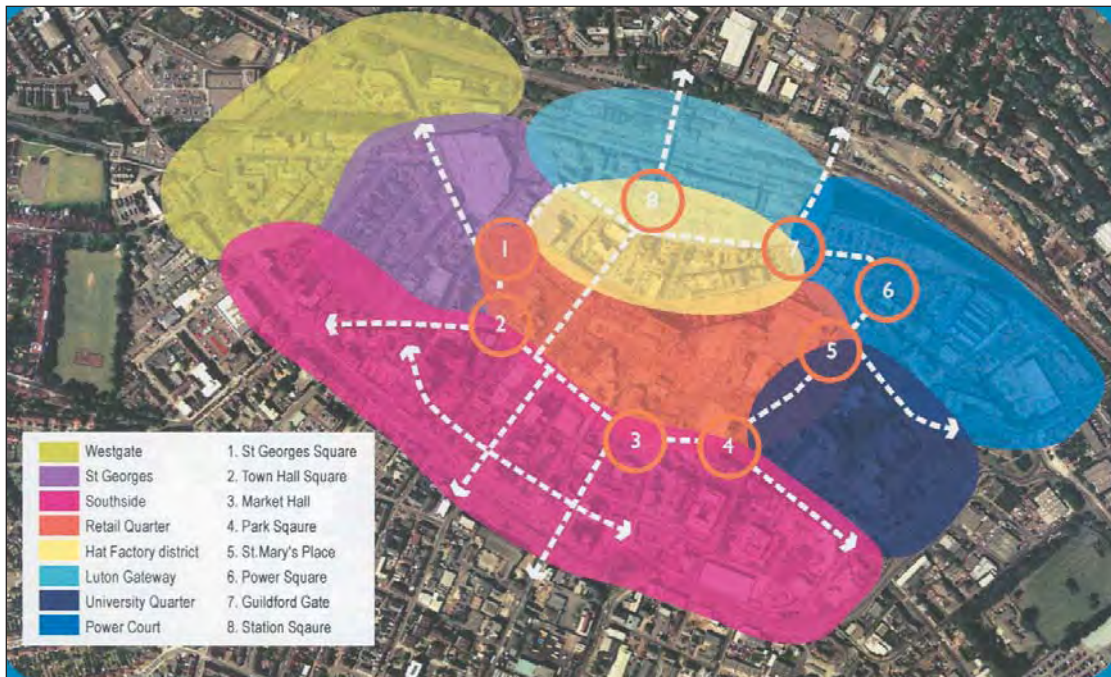 1
2
3
4
5
6
7
8
Westgate
St Georges
Southside
Retail Quarter
Hat Factory district
Luton Gateway
University Quarter
Power Court
1. St Georges Square
2. Town Hall Square
3. Market Hall
4. Park Sqaure
5. St.Mary's Place
6. Power Square
7. Guildford Gate
8. Station Sqaure